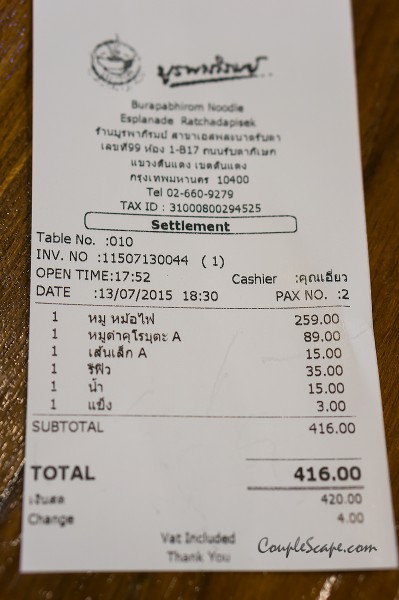 บูรพาภิรมย์
Burapabhirom Noodle
Esplanade Ratchadapisek
ร้านบูรพาภิรมย์ สาขาเอสพละนาดรัชดา
เลขที่99 ห้อง 1-B17 ถนนรัชดาภิเษก
แขวงดินแดง เขตดินแดง
กรุงเทพมหานคร 10400
Tel 02-660-9279
TAX ID : 31000800294525
Settlement
Table No. :010
INV. NO :11507130044 ( 1)
OPEN TIME:17:52 Cashier :คุณเอี่ยว
DATE :13/07/2015 18:30 PAX NO. :2
1 หมู หม้อไฟ 259.00
1 หมูดำคุโรบุตะ A 89.00
1 เส้นเล็ก A 15.00
1 รีฟิว 35.00
1 น้ำ 15.00
1 แข็ง 3.00
SUBTOTAL 416.00
TOTAL 416.00
เงินสด 420.00
Change 4.00
Vat Included
Thank You
CoupleScape.com